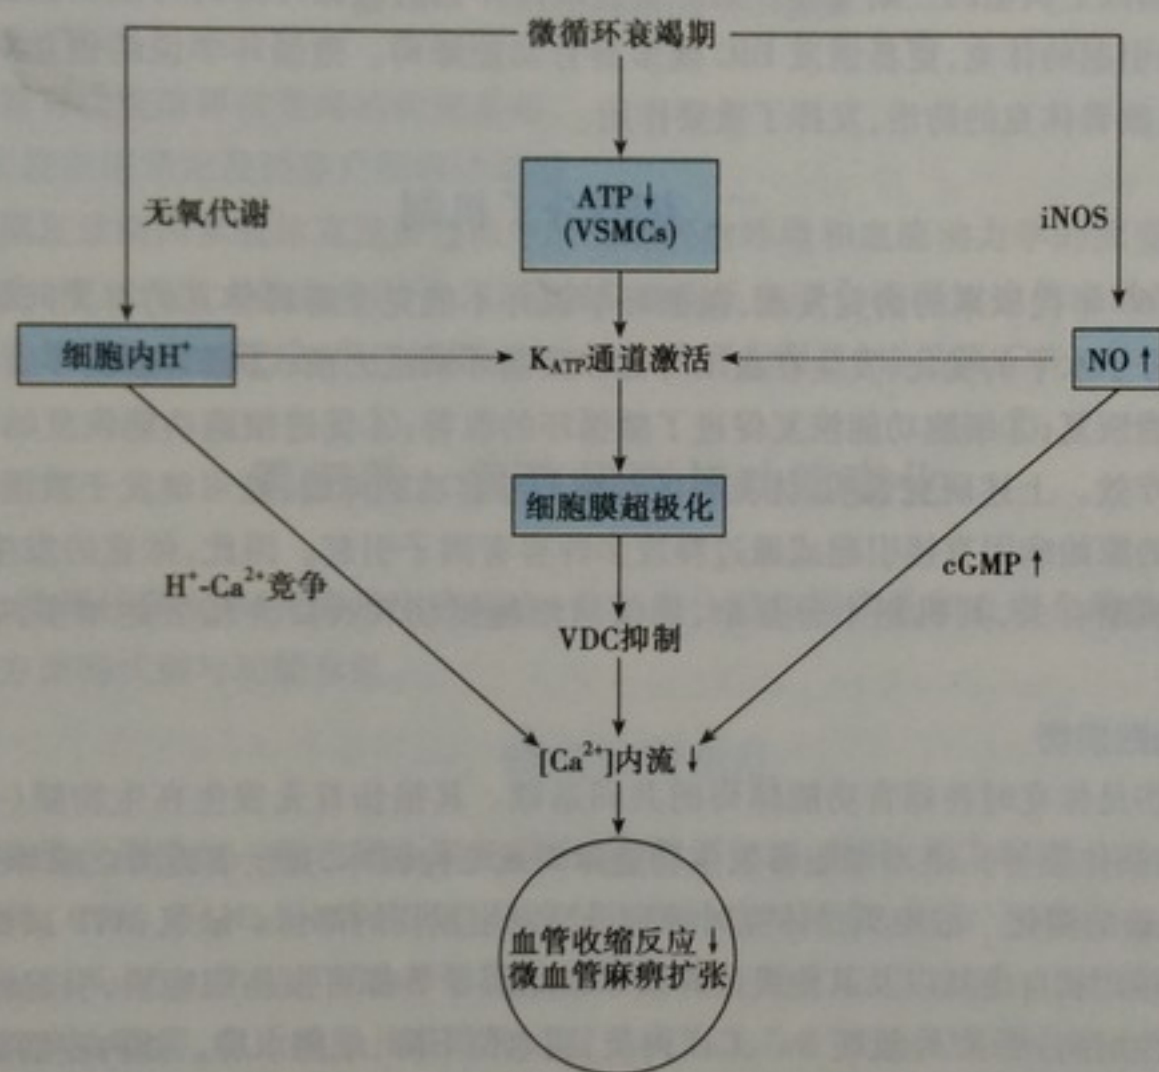 微循环衰竭期
无氧代谢
ATP↓
(VSMCs)
iNOS
细胞内H⁺
K_ATP通道激活
NO↑
细胞膜超极化
H⁺-Ca²⁺竞争
cGMP↑
VDC抑制
[Ca²⁺]内流↓
血管收缩反应↓
微血管麻痹扩张